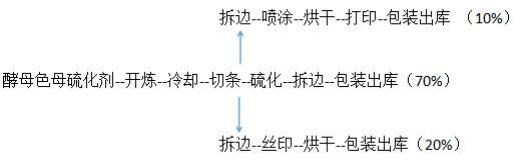 拆边--喷涂--烘干--打印--包装出库 （10%）
酵母色母硫化剂--开炼--冷却--切条--硫化--拆边--包装出库（70%）
拆边--丝印--烘干--包装出库（20%）